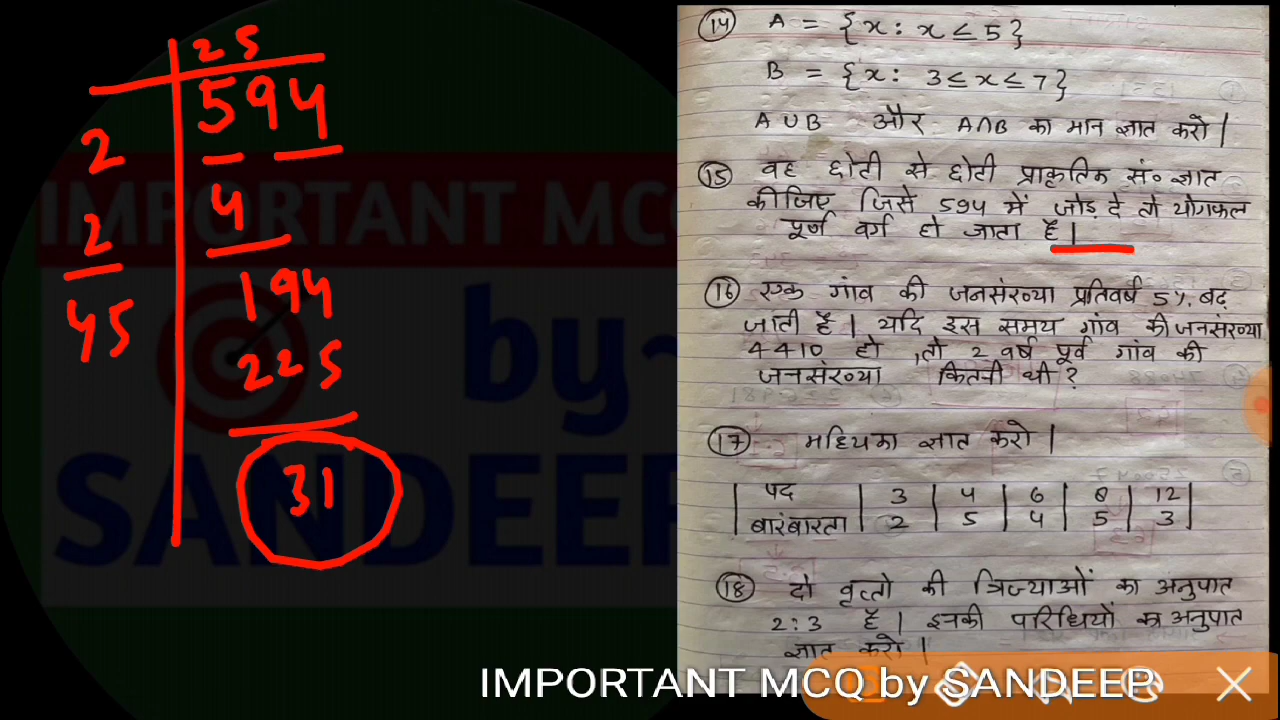 25
594
2
4
2
45
194
225
31
IMPORTANT M
by
SANDEEP
⑭ A = {x: x ≤ 5}
B = {x: 3 ≤ x ≤ 7}
A∪B और A∩B का मान ज्ञात करो |
⑮ वह छोटी से छोटी प्राकृतिक सं० ज्ञात
कीजिए जिसे 594 में जोड़ दे तो योगफल
पूर्ण वर्ग हो जाता है |
⑯ एक गांव की जनसंख्या प्रतिवर्ष 5% बढ़
जाती है | यदि इस समय गांव की जनसंख्या
4410 हो , तो 2 वर्ष पूर्व गांव की
जनसंख्या कितनी थी ?
⑰ माध्यिका ज्ञात करो |
| पद | 3 | 4 | 6 | 8 | 12 |
| बारंबारता | 2 | 5 | 4 | 5 | 3 |
⑱ दो वृत्तो की त्रिज्याओं का अनुपात
2:3 है | इनकी परिधियों का अनुपात
ज्ञात करो |
IMPORTANT MCQ by SANDEEP